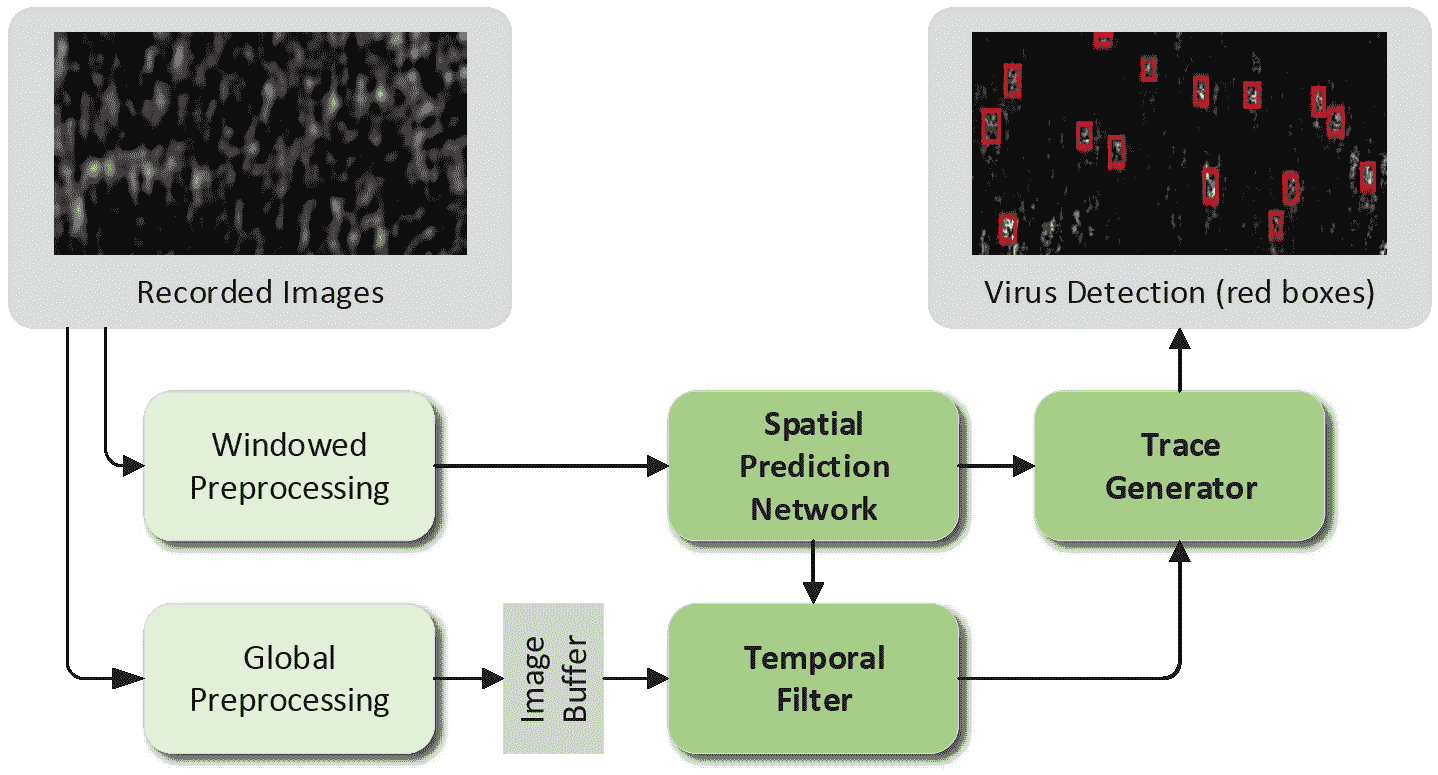 Recorded Images
Virus Detection (red boxes)
Windowed
Preprocessing
Spatial
Prediction
Network
Trace
Generator
Global
Preprocessing
Image
Buffer
Temporal
Filter